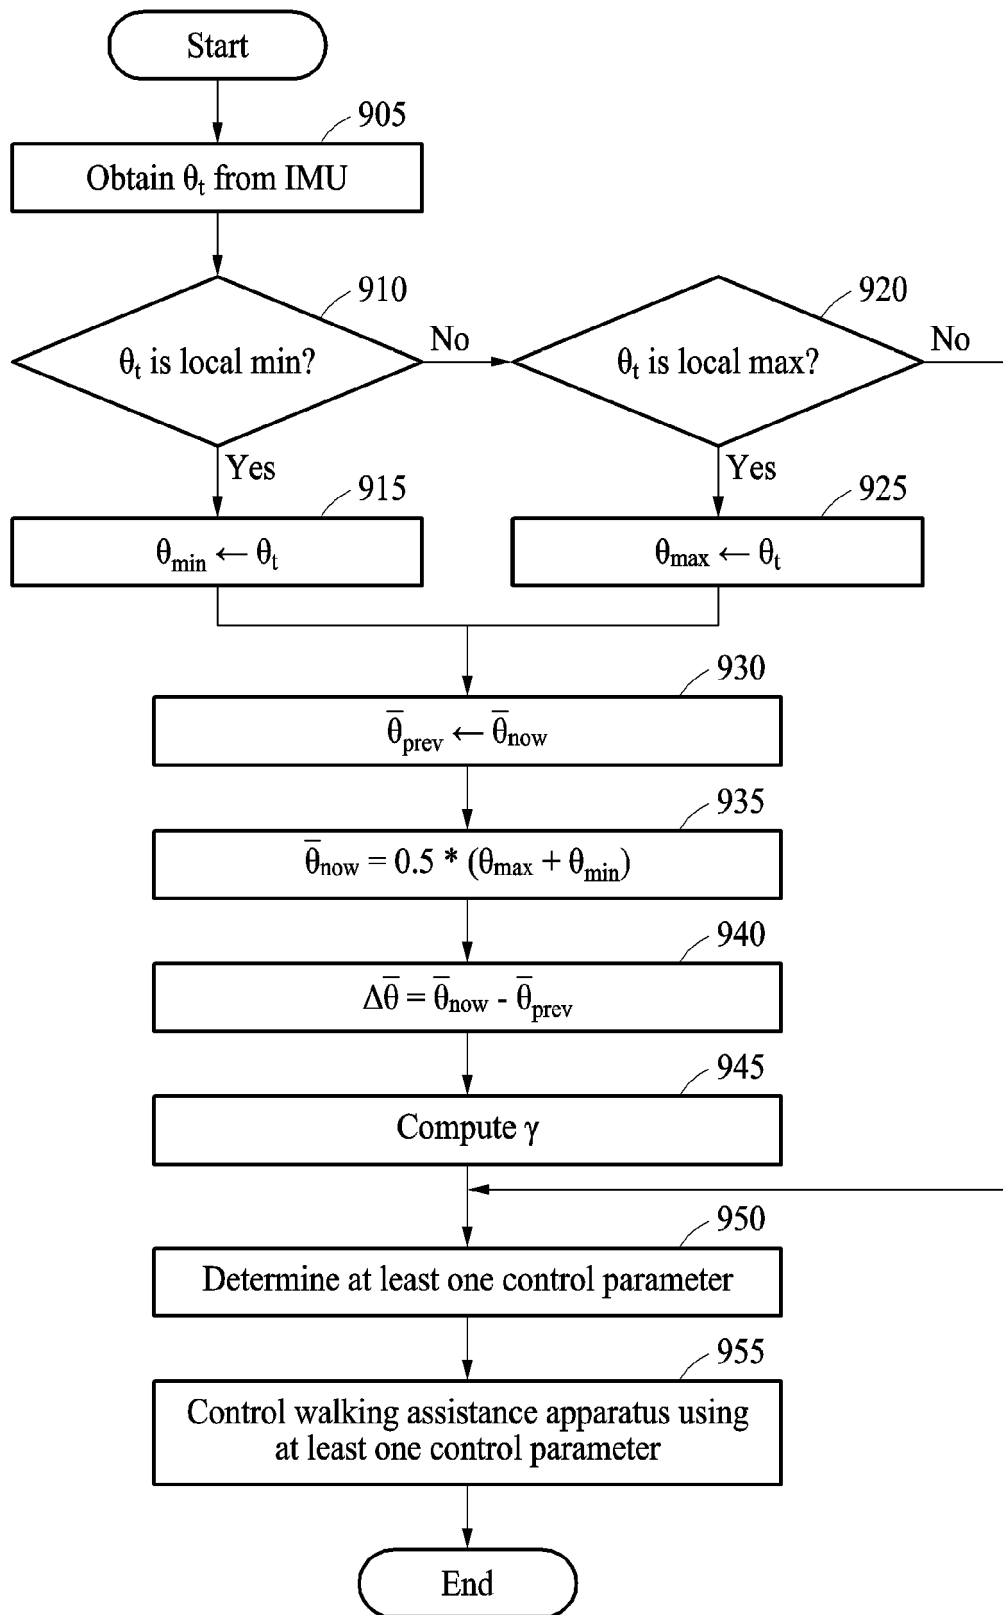 Start
905
Obtain θt from IMU
910
θt is local min?
No
920
θt is local max?
No
Yes
Yes
915
θmin ← θt
925
θmax ← θt
930
θ̅prev ← θ̅now
935
θ̅now = 0.5 * (θmax + θmin)
940
Δθ̅ = θ̅now - θ̅prev
945
Compute γ
950
Determine at least one control parameter
955
Control walking assistance apparatus using
at least one control parameter
End